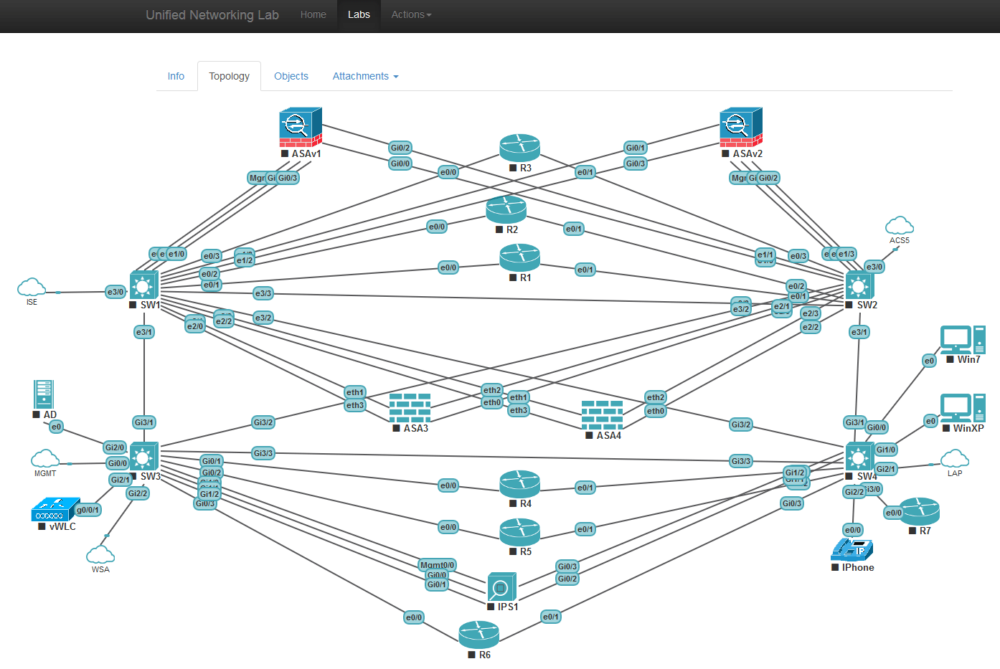 Unified Networking Lab
Home
Labs
Actions
Info
Topology
Objects
Attachments
ASAv1
ASAv2
Gi0/2
Gi0/0
Gi0/1
Gi0/3
R3
e0/0
e0/1
Gi0/3
Gi0/2
R2
e0/0
e0/1
ACS5
e1/0
e0/3
e1/2
e1/1
e0/3
e1/3
R1
e3/0
e0/0
e0/1
e0/2
e0/1
ISE
e3/0
SW1
e3/3
e0/2
e0/1
SW2
e3/2
e2/1
e2/3
e2/2
e2/0
e2/2
e3/2
e3/1
e3/1
Win7
e0
eth1
eth3
eth2
eth0
eth1
eth3
eth2
eth0
AD
e0
ASA3
ASA4
WinXP
e0
Gi3/1
Gi3/2
Gi3/2
Gi3/1
Gi0/0
Gi2/0
Gi0/0
Gi2/1
Gi2/2
MGMT
SW3
Gi3/3
Gi3/3
Gi1/0
Gi2/1
LAP
SW4
Gi0/1
Gi0/2
Gi1/2
Gi0/3
Gi1/2
Gi0/3
Gi2/2
Gi3/0
R4
e0/0
e0/1
vWLC
g0/0/1
R5
e0/0
e0/1
R7
e0/0
WSA
IPhone
e0/0
Mgmt0/0
Gi0/0
Gi0/1
Gi0/3
Gi0/2
IPS1
e0/0
e0/1
R6